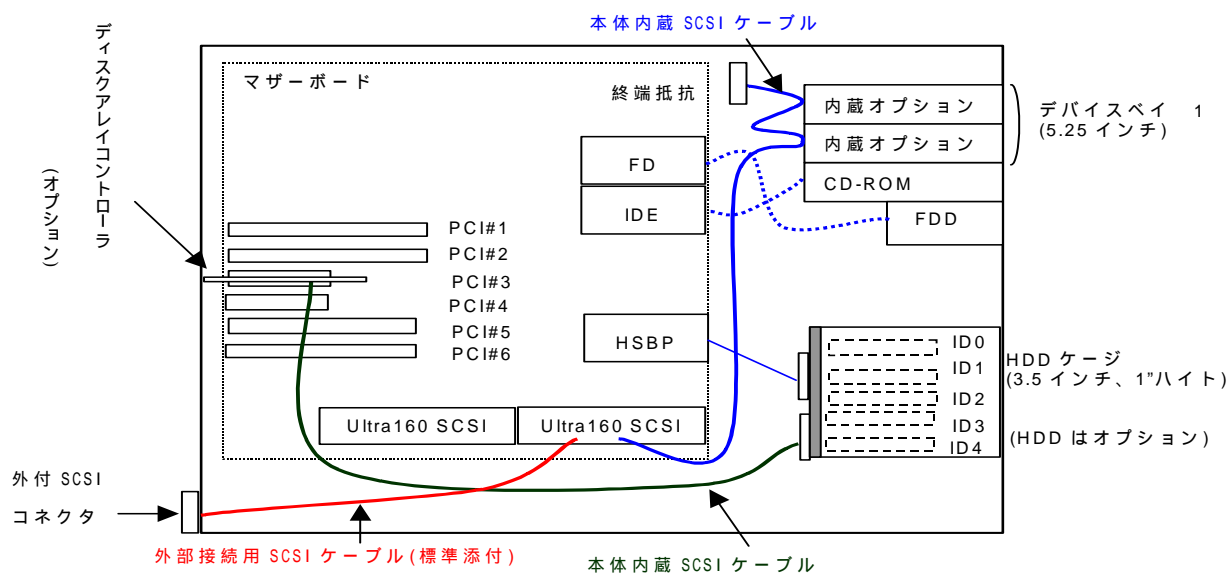 本体内蔵 SCSI ケーブル
ディスクアレイコントローラ
(オプション)
マザーボード
終端抵抗
内蔵オプション
内蔵オプション
CD-ROM
FDD
デバイスベイ 1
(5.25 インチ)
FD
IDE
PCI#1
PCI#2
PCI#3
PCI#4
PCI#5
PCI#6
HSBP
ID0
ID1
ID2
ID3
ID4
HDD ケージ
(3.5 インチ、1”ハイト)
(HDD はオプション)
Ultra160 SCSI
Ultra160 SCSI
外付 SCSI
コネクタ
外部接続用 SCSI ケーブル(標準添付)
本体内蔵 SCSI ケーブル